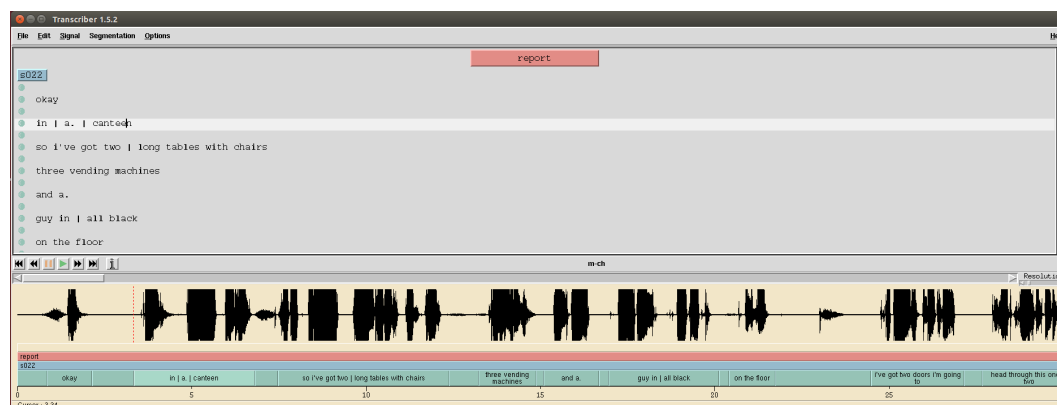 Transcriber 1.5.2
File Edit Signal Segmentation Options
report
s022
okay
in | a. | canteen
so i've got two | long tables with chairs
three vending machines
and a.
guy in | all black
on the floor
m-ch
report
s022
okay in | a. | canteen so i've got two | long tables with chairs three vending machines and a. guy in | all black on the floor i've got two doors i'm going to head through this one two
0 5 10 15 20 25